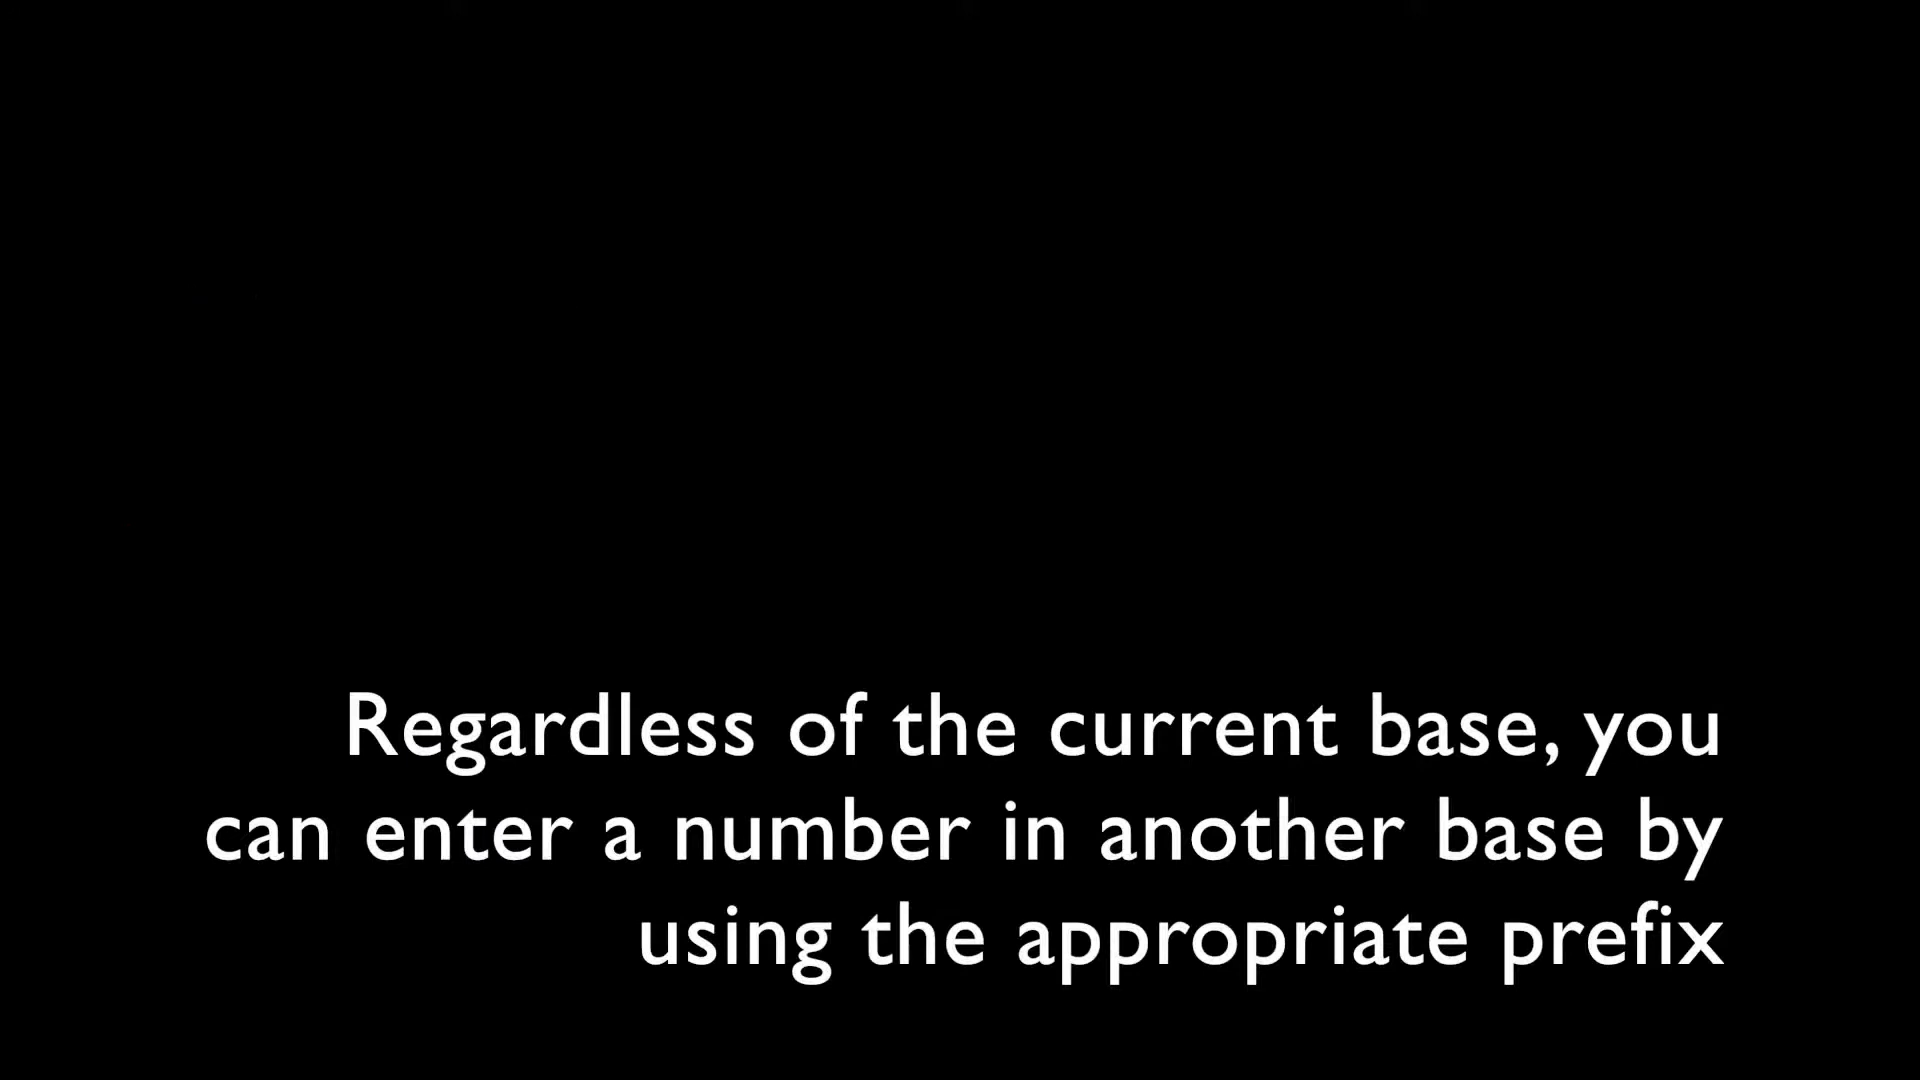 Regardless of the current base, you
can enter a number in another base by
using the appropriate prefix